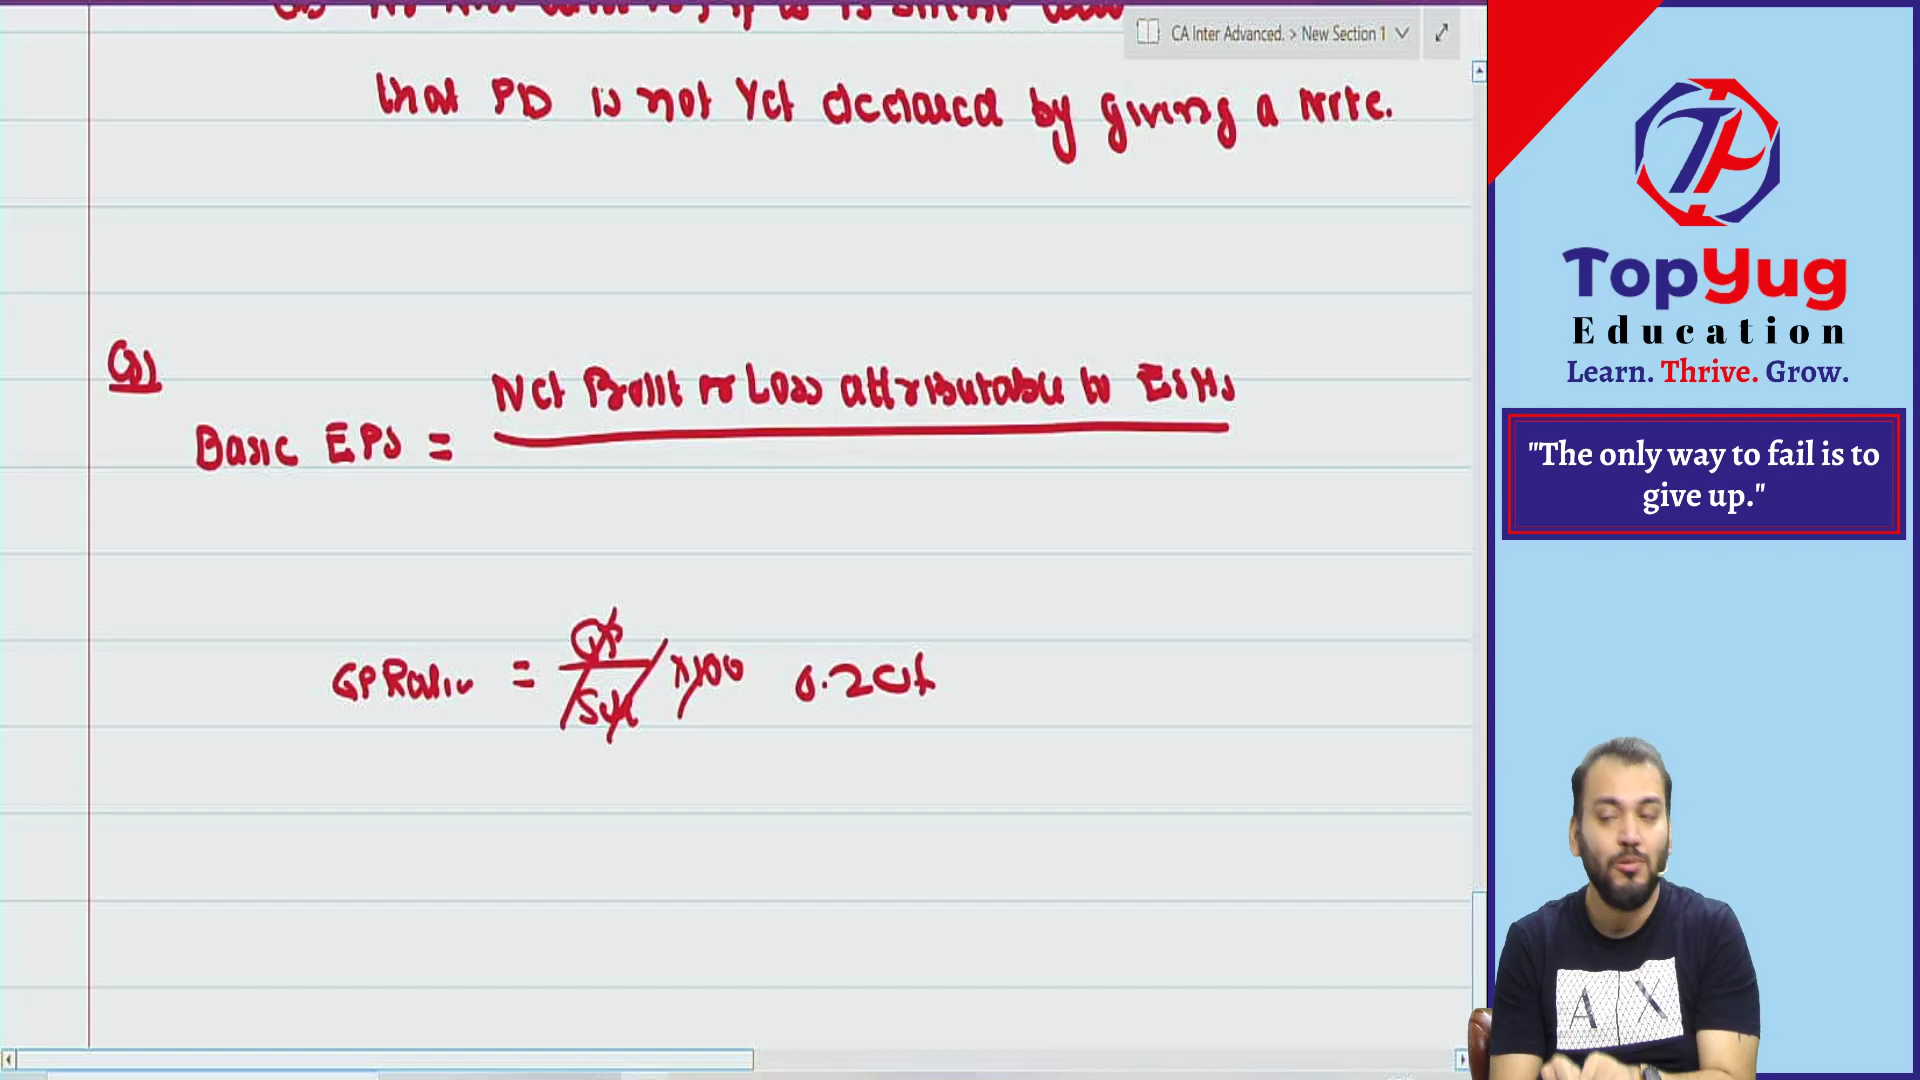 CA Inter Advanced. > New Section 1
that PD is not Yet declared by giving a Note.
Q1
Net Profit or Loss attributable to ESHs
Basic EPS =
GP Ratio = GP / Sales x100 0.2
TopYug
Education
Learn. Thrive. Grow.
"The only way to fail is to
give up."
A X